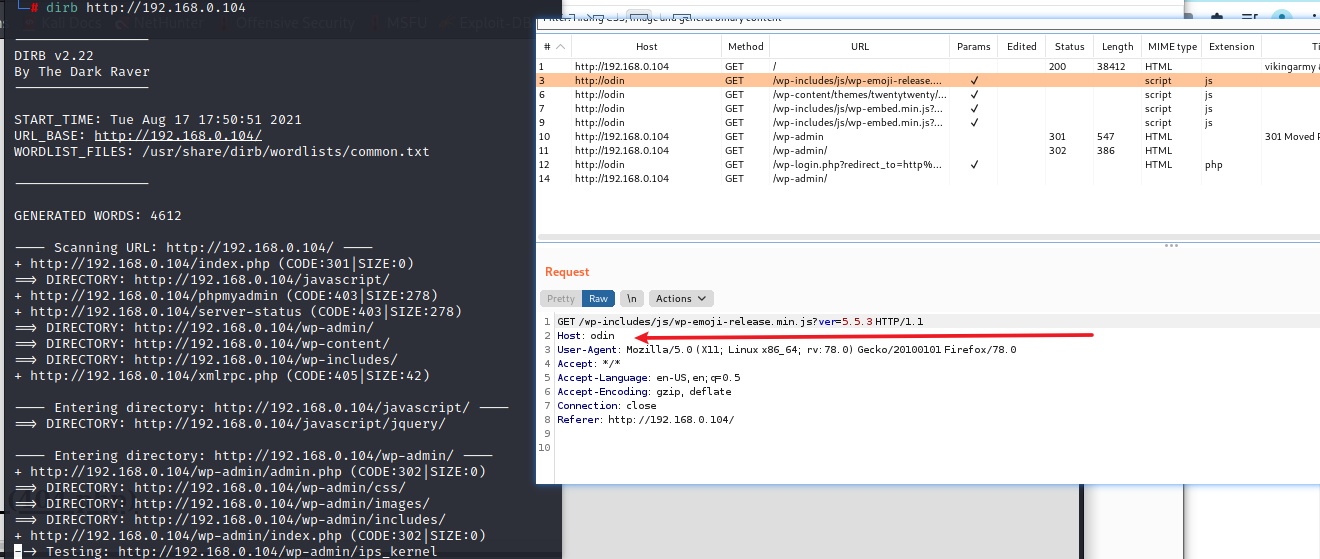 └─# dirb http://192.168.0.104
DIRB v2.22
By The Dark Raver
START_TIME: Tue Aug 17 17:50:51 2021
URL_BASE: http://192.168.0.104/
WORDLIST_FILES: /usr/share/dirb/wordlists/common.txt
GENERATED WORDS: 4612
---- Scanning URL: http://192.168.0.104/ ----
+ http://192.168.0.104/index.php (CODE:301|SIZE:0)
==> DIRECTORY: http://192.168.0.104/javascript/
+ http://192.168.0.104/phpmyadmin (CODE:403|SIZE:278)
+ http://192.168.0.104/server-status (CODE:403|SIZE:278)
==> DIRECTORY: http://192.168.0.104/wp-admin/
==> DIRECTORY: http://192.168.0.104/wp-content/
==> DIRECTORY: http://192.168.0.104/wp-includes/
+ http://192.168.0.104/xmlrpc.php (CODE:405|SIZE:42)
---- Entering directory: http://192.168.0.104/javascript/ ----
==> DIRECTORY: http://192.168.0.104/javascript/jquery/
---- Entering directory: http://192.168.0.104/wp-admin/ ----
+ http://192.168.0.104/wp-admin/admin.php (CODE:302|SIZE:0)
==> DIRECTORY: http://192.168.0.104/wp-admin/css/
==> DIRECTORY: http://192.168.0.104/wp-admin/images/
==> DIRECTORY: http://192.168.0.104/wp-admin/includes/
+ http://192.168.0.104/wp-admin/index.php (CODE:302|SIZE:0)
--> Testing: http://192.168.0.104/wp-admin/ips_kernel
# Host Method URL Params Edited Status Length MIME type Extension
1 http://192.168.0.104 GET / 200 38412 HTML vikingarmy
3 http://odin GET /wp-includes/js/wp-emoji-release.... ✓ script js
6 http://odin GET /wp-content/themes/twentytwenty/... ✓ script js
7 http://odin GET /wp-includes/js/wp-embed.min.js?... ✓ script js
9 http://odin GET /wp-includes/js/wp-embed.min.js?... ✓ script js
10 http://192.168.0.104 GET /wp-admin 301 547 HTML 301 Moved
11 http://192.168.0.104 GET /wp-admin/ 302 386 HTML
12 http://odin GET /wp-login.php?redirect_to=http%... ✓ HTML php
14 http://192.168.0.104 GET /wp-admin/
Request
Pretty Raw \n Actions
1 GET /wp-includes/js/wp-emoji-release.min.js?ver=5.5.3 HTTP/1.1
2 Host: odin
3 User-Agent: Mozilla/5.0 (X11; Linux x86_64; rv:78.0) Gecko/20100101 Firefox/78.0
4 Accept: */*
5 Accept-Language: en-US,en;q=0.5
6 Accept-Encoding: gzip, deflate
7 Connection: close
8 Referer: http://192.168.0.104/
9
10